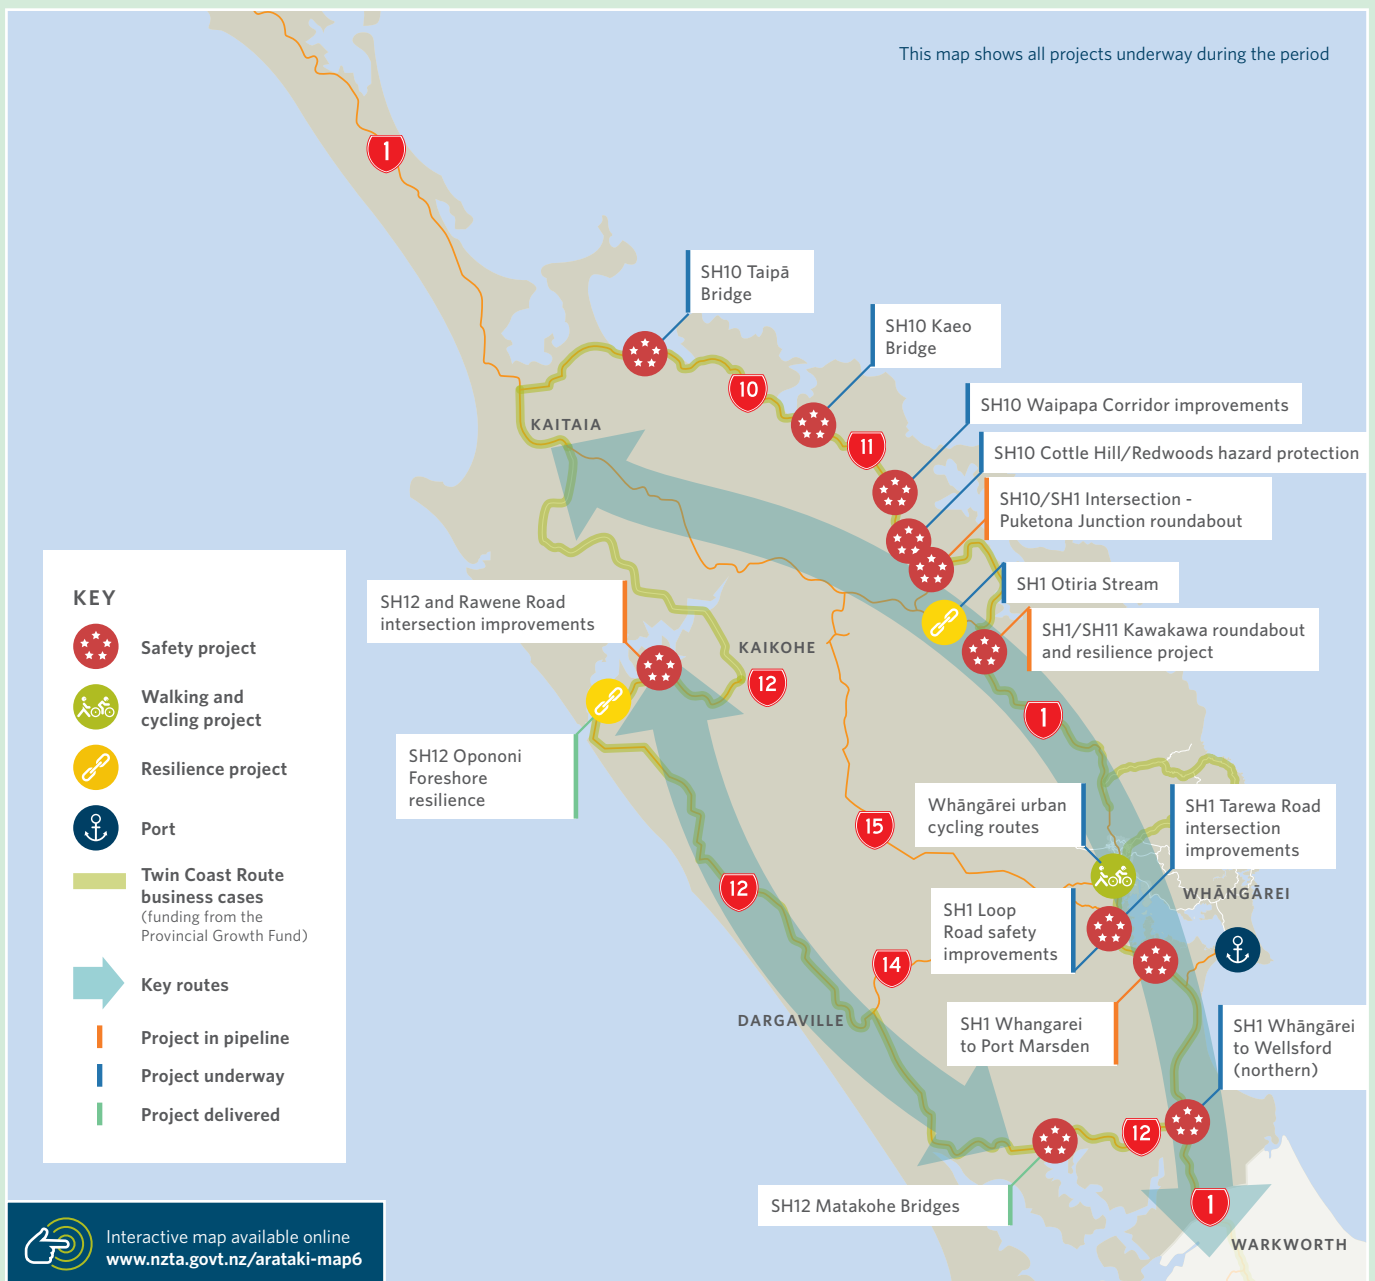 This map shows all projects underway during the period
1
SH10 Taipā
Bridge
SH10 Kaeo
Bridge
10
SH10 Waipapa Corridor improvements
KAITAIA
11
SH10 Cottle Hill/Redwoods hazard protection
SH10/SH1 Intersection -
Puketona Junction roundabout
SH1 Otiria Stream
SH12 and Rawene Road
intersection improvements
SH1/SH11 Kawakawa roundabout
and resilience project
KAIKOHE
12
1
SH12 Opononi
Foreshore
resilience
Whāngārei urban
cycling routes
SH1 Tarewa Road
intersection
improvements
15
12
WHĀNGĀREI
SH1 Loop
Road safety
improvements
14
DARGAVILLE
SH1 Whangarei
to Port Marsden
SH1 Whāngārei
to Wellsford
(northern)
12
SH12 Matakohe Bridges
1
WARKWORTH
KEY
Safety project
Walking and
cycling project
Resilience project
Port
Twin Coast Route
business cases
(funding from the
Provincial Growth Fund)
Key routes
Project in pipeline
Project underway
Project delivered
Interactive map available online
www.nzta.govt.nz/arataki-map6